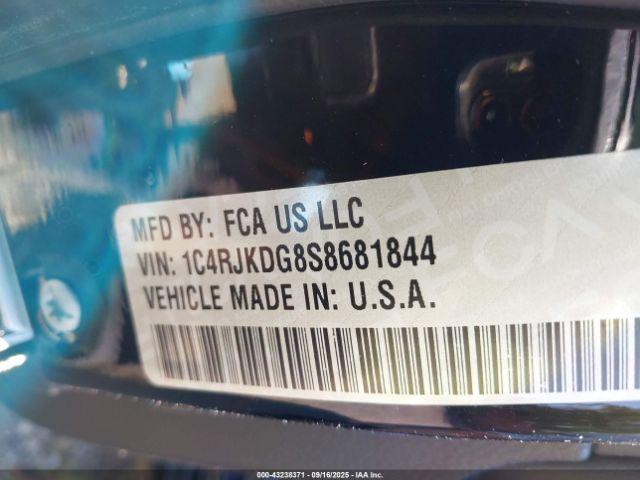 MFD BY: FCA US LLC
VIN: 1C4RJKDG8S8681844
VEHICLE MADE IN: U.S.A.
000-43238371 - 09/16/2025 - IAA Inc.